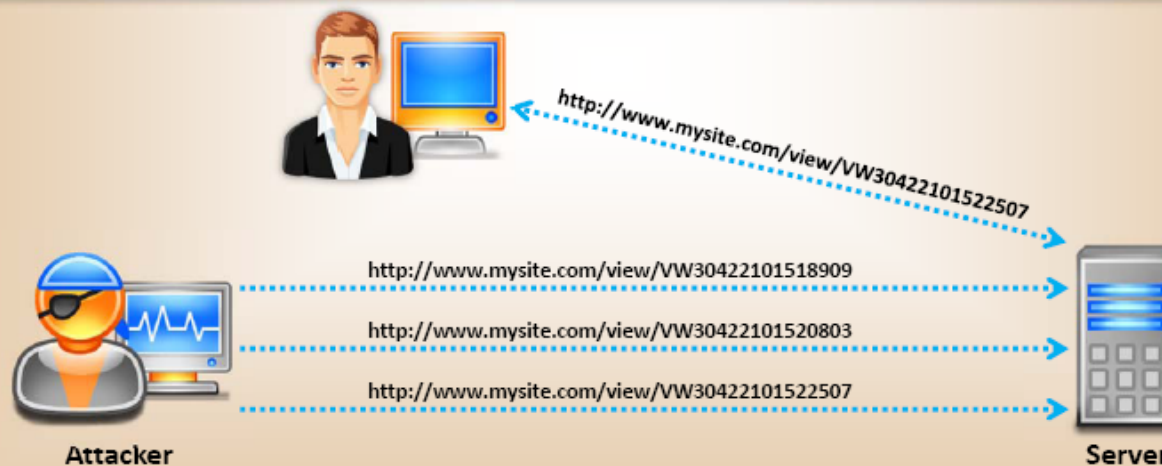 http://www.mysite.com/view/VW30422101522507
http://www.mysite.com/view/VW30422101518909
http://www.mysite.com/view/VW30422101520803
http://www.mysite.com/view/VW30422101522507
Attacker
Server